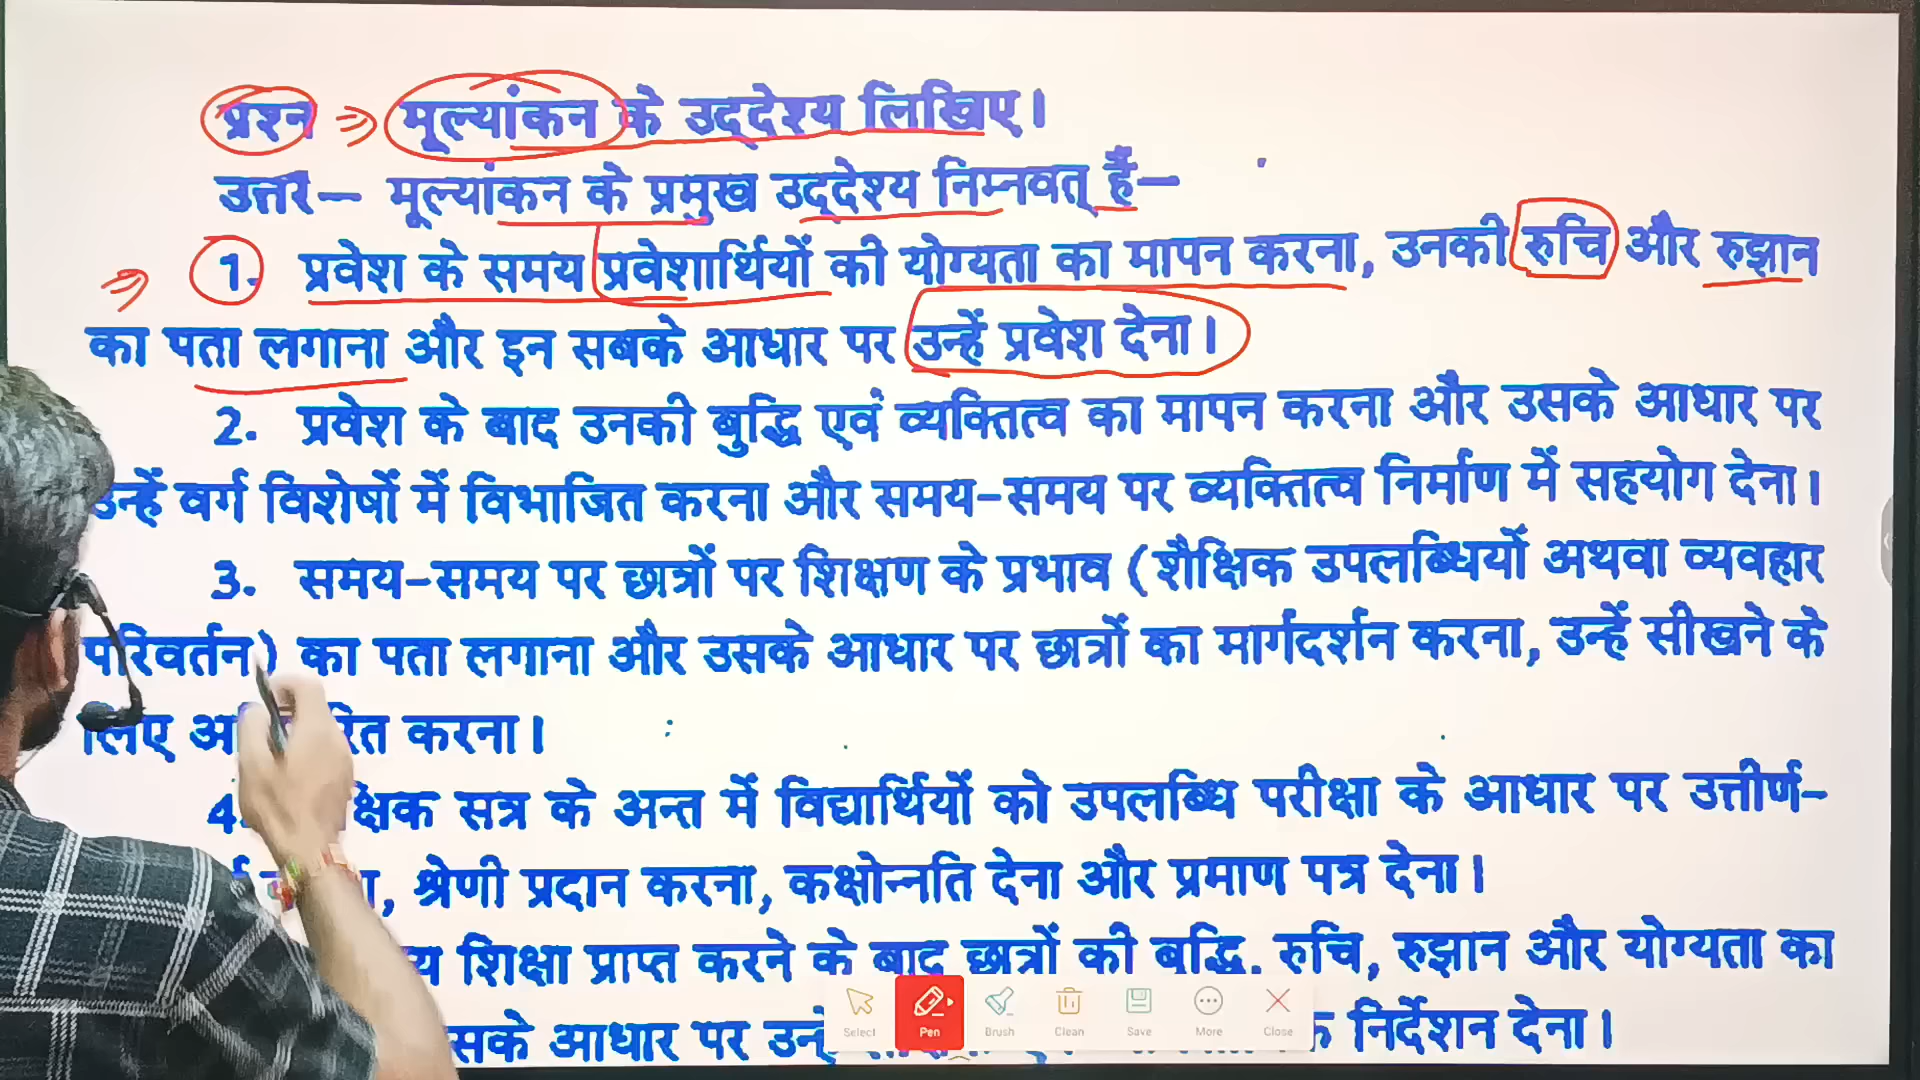 प्रश्न ⇒ मूल्यांकन के उद्देश्य लिखिए।
उत्तर— मूल्यांकन के प्रमुख उद्देश्य निम्नवत् हैं—
1. प्रवेश के समय प्रवेशार्थियों की योग्यता का मापन करना, उनकी रुचि और रुझान
का पता लगाना और इन सबके आधार पर उन्हें प्रवेश देना।
2. प्रवेश के बाद उनकी बुद्धि एवं व्यक्तित्व का मापन करना और उसके आधार पर
उन्हें वर्ग विशेषों में विभाजित करना और समय-समय पर व्यक्तित्व निर्माण में सहयोग देना।
3. समय-समय पर छात्रों पर शिक्षण के प्रभाव (शैक्षिक उपलब्धियों अथवा व्यवहार
परिवर्तन) का पता लगाना और उसके आधार पर छात्रों का मार्गदर्शन करना, उन्हें सीखने के
लिए करना।
4. सत्र के अन्त में विद्यार्थियों को उपलब्धि परीक्षा के आधार पर उत्तीर्ण-
श्रेणी प्रदान करना, कक्षोन्नति देना और प्रमाण पत्र देना।
शिक्षा प्राप्त करने के बाद छात्रों की बुद्धि, रुचि, रुझान और योग्यता का
के आधार पर निर्देशन देना।
Select Pen Brush Clean Save More Close